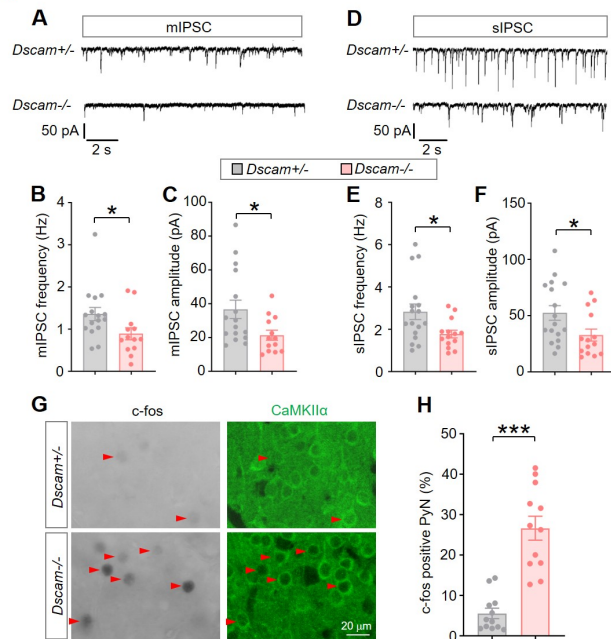 A
mIPSC
Dscam+/-
Dscam-/-
50 pA
2 s
D
sIPSC
Dscam+/-
Dscam-/-
50 pA
2 s
Dscam+/- Dscam-/-
B
mIPSC frequency (Hz)
4
3
2
1
0
*
C
mIPSC amplitude (pA)
100
80
60
40
20
0
*
E
sIPSC frequency (Hz)
8
6
4
2
0
*
F
sIPSC amplitude (pA)
150
100
50
0
*
G
c-fos
CaMKIIα
Dscam+/-
Dscam-/-
20 μm
H
c-fos positive PyN (%)
50
40
30
20
10
0
***